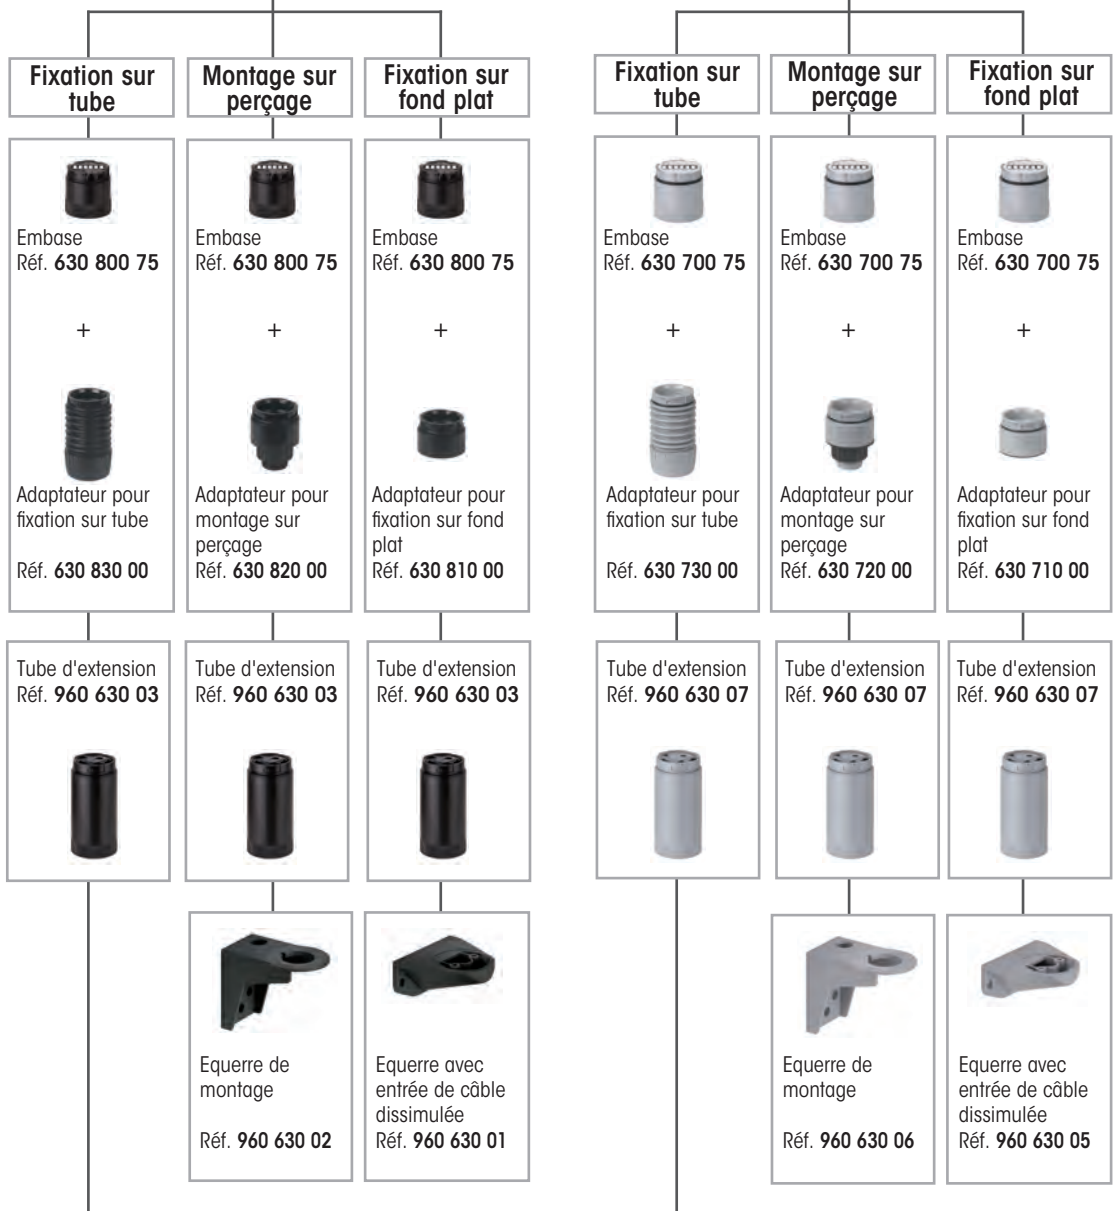 Fixation sur
tube
Montage sur
perçage
Fixation sur
fond plat
Fixation sur
tube
Montage sur
perçage
Fixation sur
fond plat
Embase
Réf. 630 800 75
+
Adaptateur pour
fixation sur tube
Réf. 630 830 00
Embase
Réf. 630 800 75
+
Adaptateur pour
montage sur
perçage
Réf. 630 820 00
Embase
Réf. 630 800 75
+
Adaptateur pour
fixation sur fond
plat
Réf. 630 810 00
Embase
Réf. 630 700 75
+
Adaptateur pour
fixation sur tube
Réf. 630 730 00
Embase
Réf. 630 700 75
+
Adaptateur pour
montage sur
perçage
Réf. 630 720 00
Embase
Réf. 630 700 75
+
Adaptateur pour
fixation sur fond
plat
Réf. 630 710 00
Tube d'extension
Réf. 960 630 03
Tube d'extension
Réf. 960 630 03
Tube d'extension
Réf. 960 630 03
Tube d'extension
Réf. 960 630 07
Tube d'extension
Réf. 960 630 07
Tube d'extension
Réf. 960 630 07
Equerre de
montage
Réf. 960 630 02
Equerre avec
entrée de câble
dissimulée
Réf. 960 630 01
Equerre de
montage
Réf. 960 630 06
Equerre avec
entrée de câble
dissimulée
Réf. 960 630 05